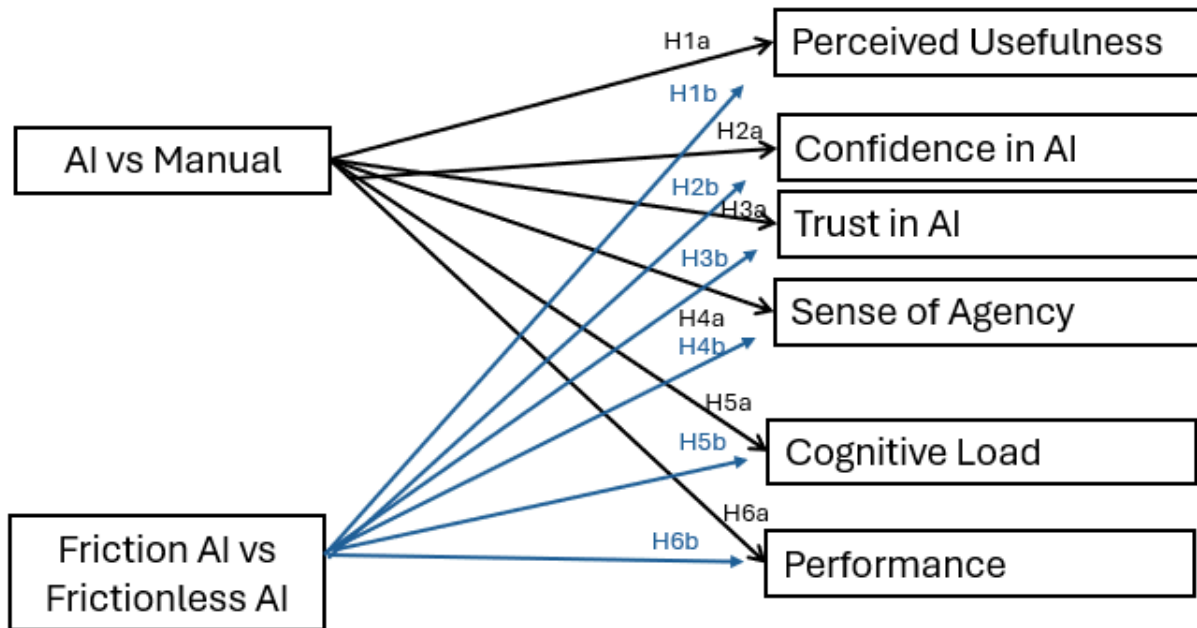 H1a
Perceived Usefulness
H1b
AI vs Manual
H2a
Confidence in AI
H2b
H3a
Trust in AI
H3b
Sense of Agency
H4a
H4b
H5a
H5b
Cognitive Load
H6a
Friction AI vs
Frictionless AI
H6b
Performance